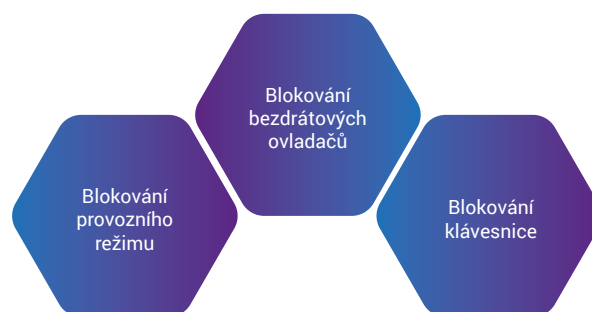 Blokování
bezdrátových
ovladačů
Blokování
provozního
režimu
Blokování
klávesnice